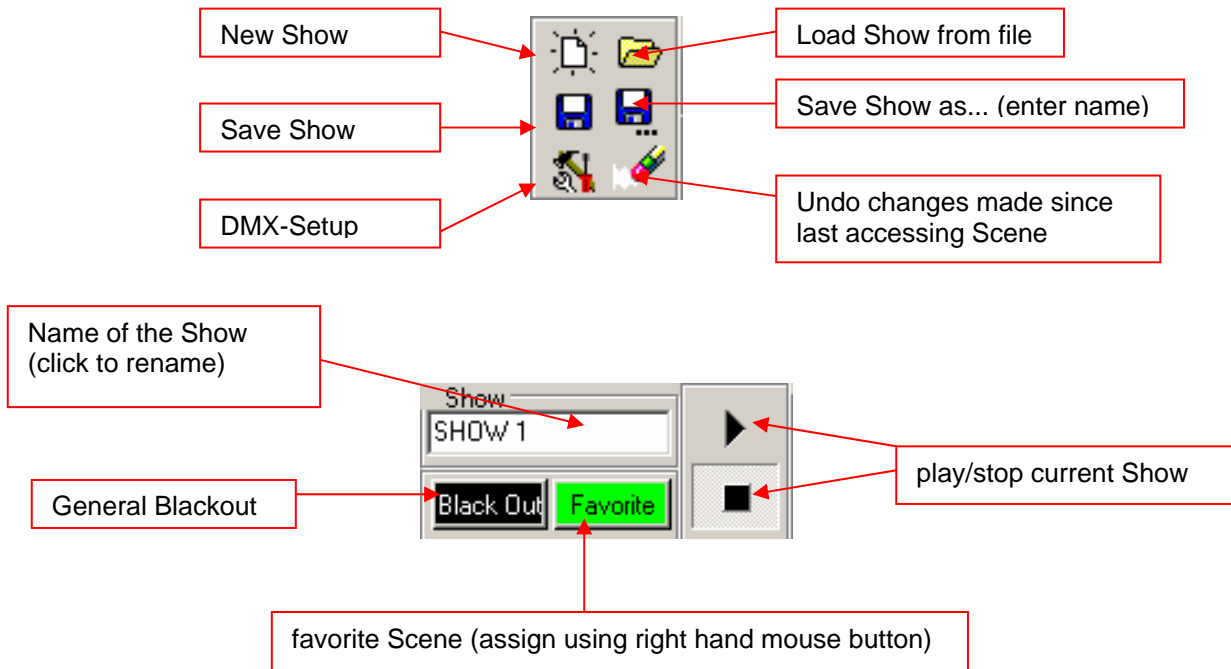 New Show
Load Show from file
Save Show
Save Show as... (enter name)
DMX-Setup
Undo changes made since
last accessing Scene
Name of the Show
(click to rename)
Show
SHOW 1
play/stop current Show
General Blackout
Black Out
Favorite
favorite Scene (assign using right hand mouse button)